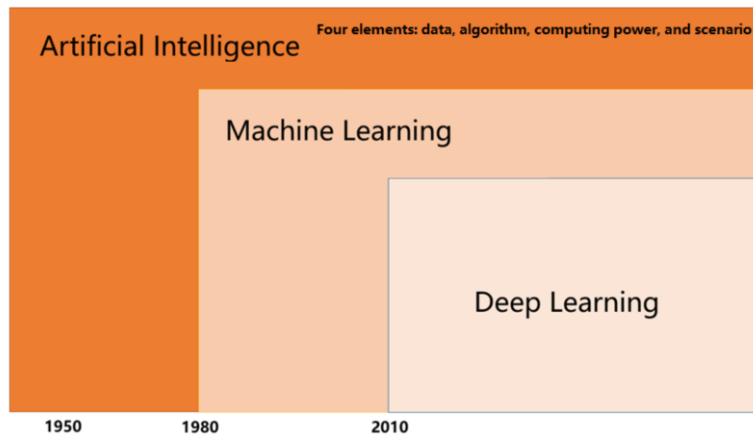 Artificial Intelligence
Four elements: data, algorithm, computing power, and scenario
Machine Learning
Deep Learning
1950
1980
2010